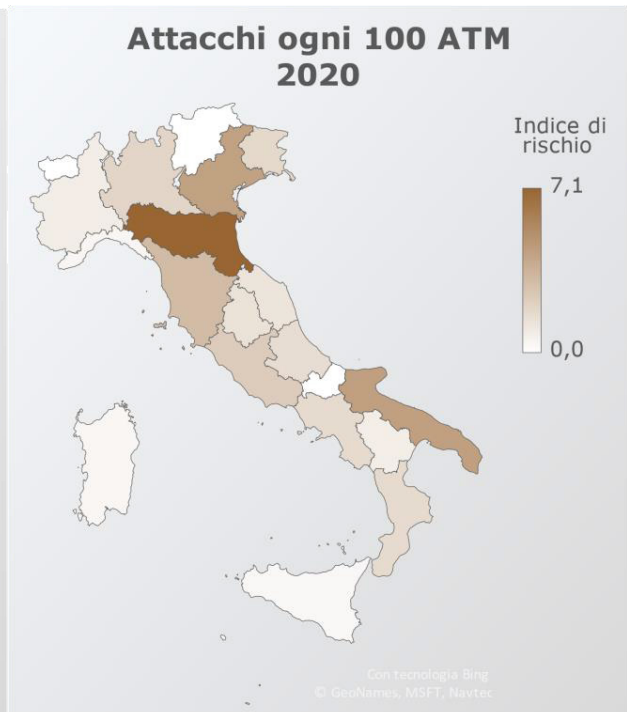 Attacchi ogni 100 ATM
2020
Indice di
rischio
7,1
0,0
Con tecnologia Bing
© GeoNames, MSFT, Navteq